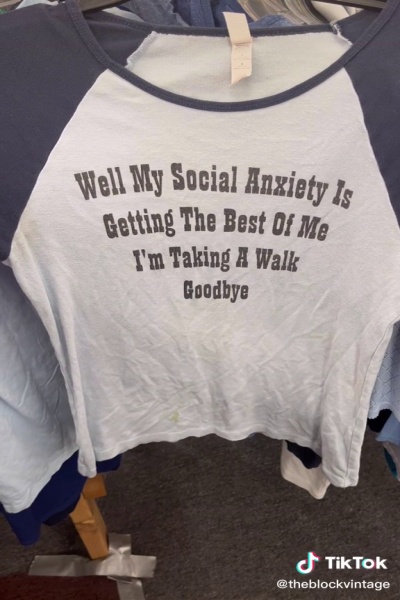 Well My Social Anxiety Is
Getting The Best Of Me
I'm Taking A Walk
Goodbye
TikTok
@theblockvintage